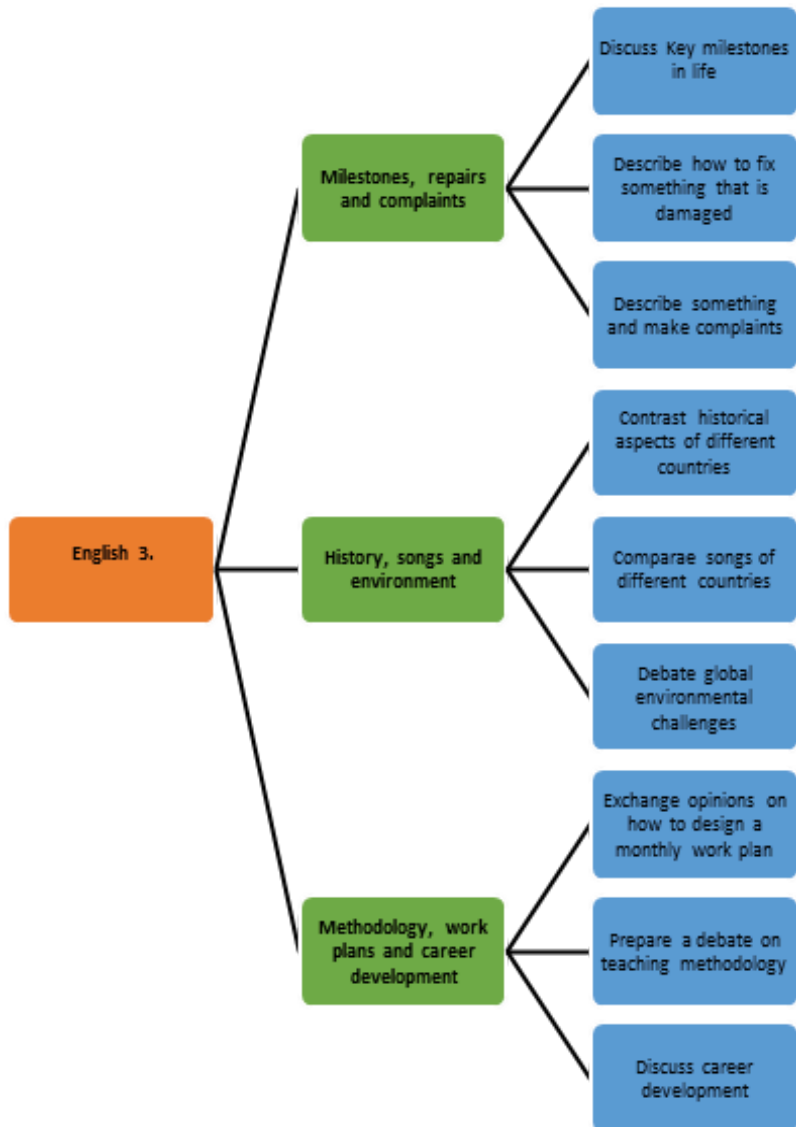 English 3.
Milestones, repairs
and complaints
Discuss Key milestones
in life
Describe how to fix
something that is
damaged
Describe something
and make complaints
History, songs and
environment
Contrast historical
aspects of different
countries
Comparae songs of
different countries
Debate global
environmental
challenges
Methodology, work
plans and career
development
Exchange opinions on
how to design a
monthly work plan
Prepare a debate on
teaching methodology
Discuss career
development